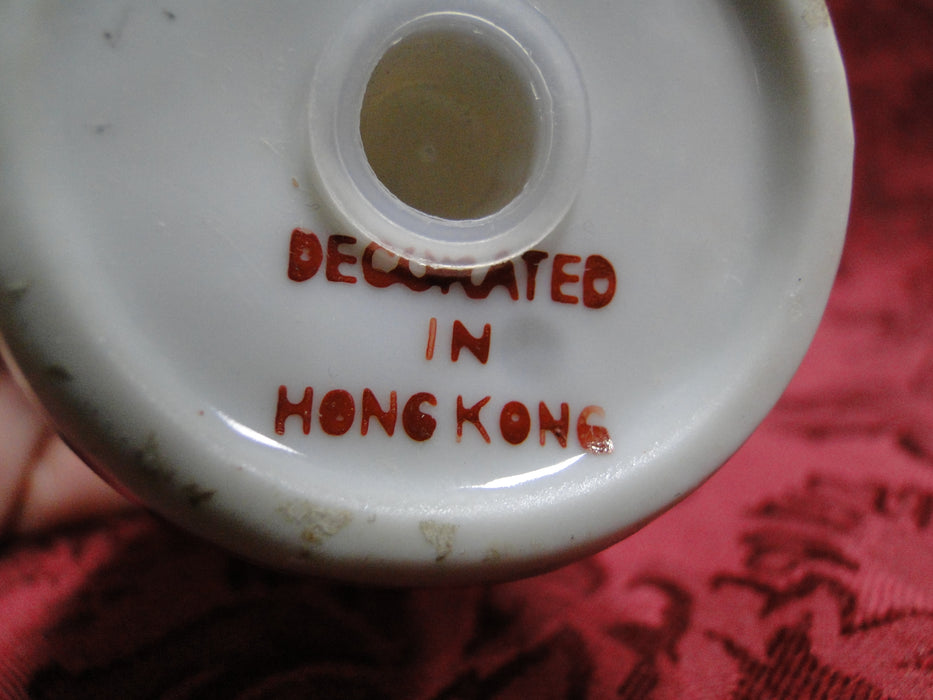 DECORATED
IN
HONG KONG